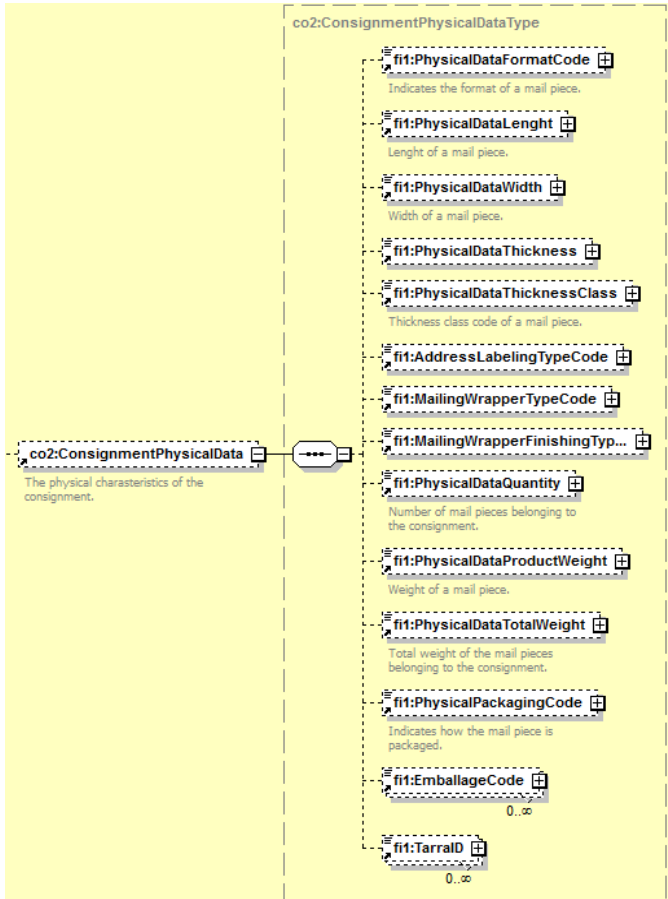 co2:ConsignmentPhysicalDataType
fi1:PhysicalDataFormatCode
Indicates the format of a mail piece.
fi1:PhysicalDataLenght
Lenght of a mail piece.
fi1:PhysicalDataWidth
Width of a mail piece.
fi1:PhysicalDataThickness
fi1:PhysicalDataThicknessClass
Thickness class code of a mail piece.
fi1:AddressLabelingTypeCode
fi1:MailingWrapperTypeCode
fi1:MailingWrapperFinishingTyp...
co2:ConsignmentPhysicalData
The physical charasteristics of the
consignment.
fi1:PhysicalDataQuantity
Number of mail pieces belonging to
the consignment.
fi1:PhysicalDataProductWeight
Weight of a mail piece.
fi1:PhysicalDataTotalWeight
Total weight of the mail pieces
belonging to the consignment.
fi1:PhysicalPackagingCode
Indicates how the mail piece is
packaged.
fi1:EmballageCode
0..∞
fi1:TarraID
0..∞